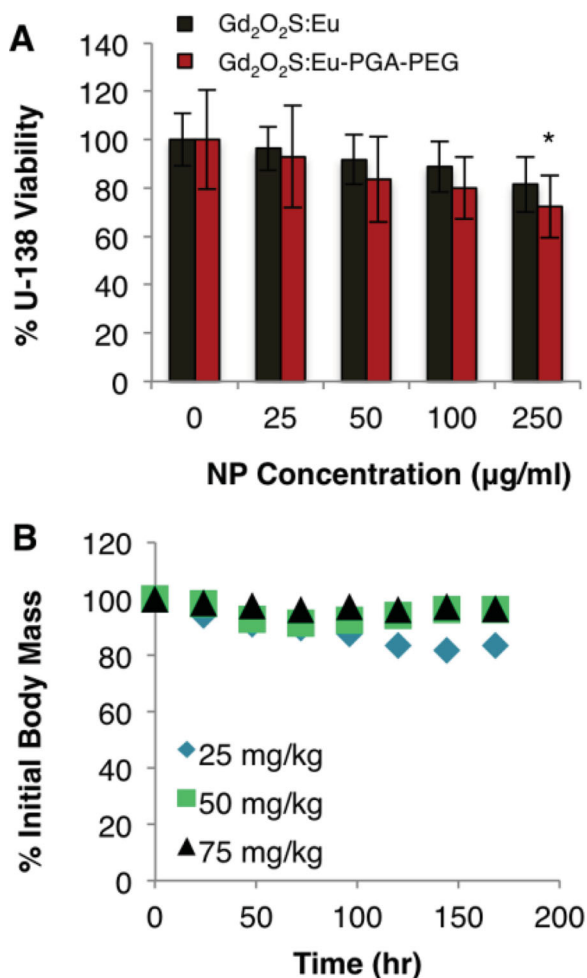 A
Gd₂O₂S:Eu
Gd₂O₂S:Eu-PGA-PEG
% U-138 Viability
140
120
100
80
60
40
20
0
*
0 25 50 100 250
NP Concentration (µg/ml)
B
% Initial Body Mass
120
100
80
60
40
20
0
25 mg/kg
50 mg/kg
75 mg/kg
0 50 100 150 200
Time (hr)